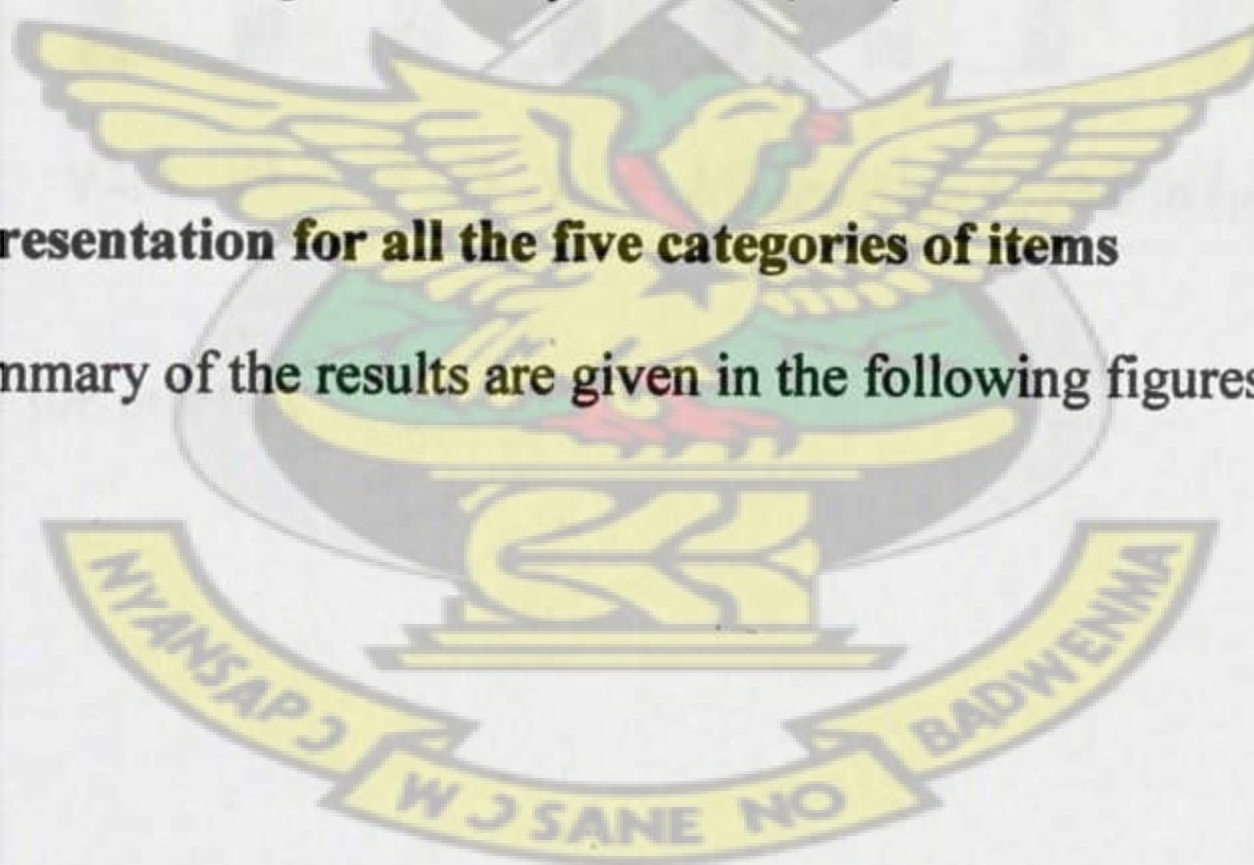 resentation for all the five categories of items
mmary of the results are given in the following figures
NYANSAPƆ
WƆSANE NO
BADWENMA